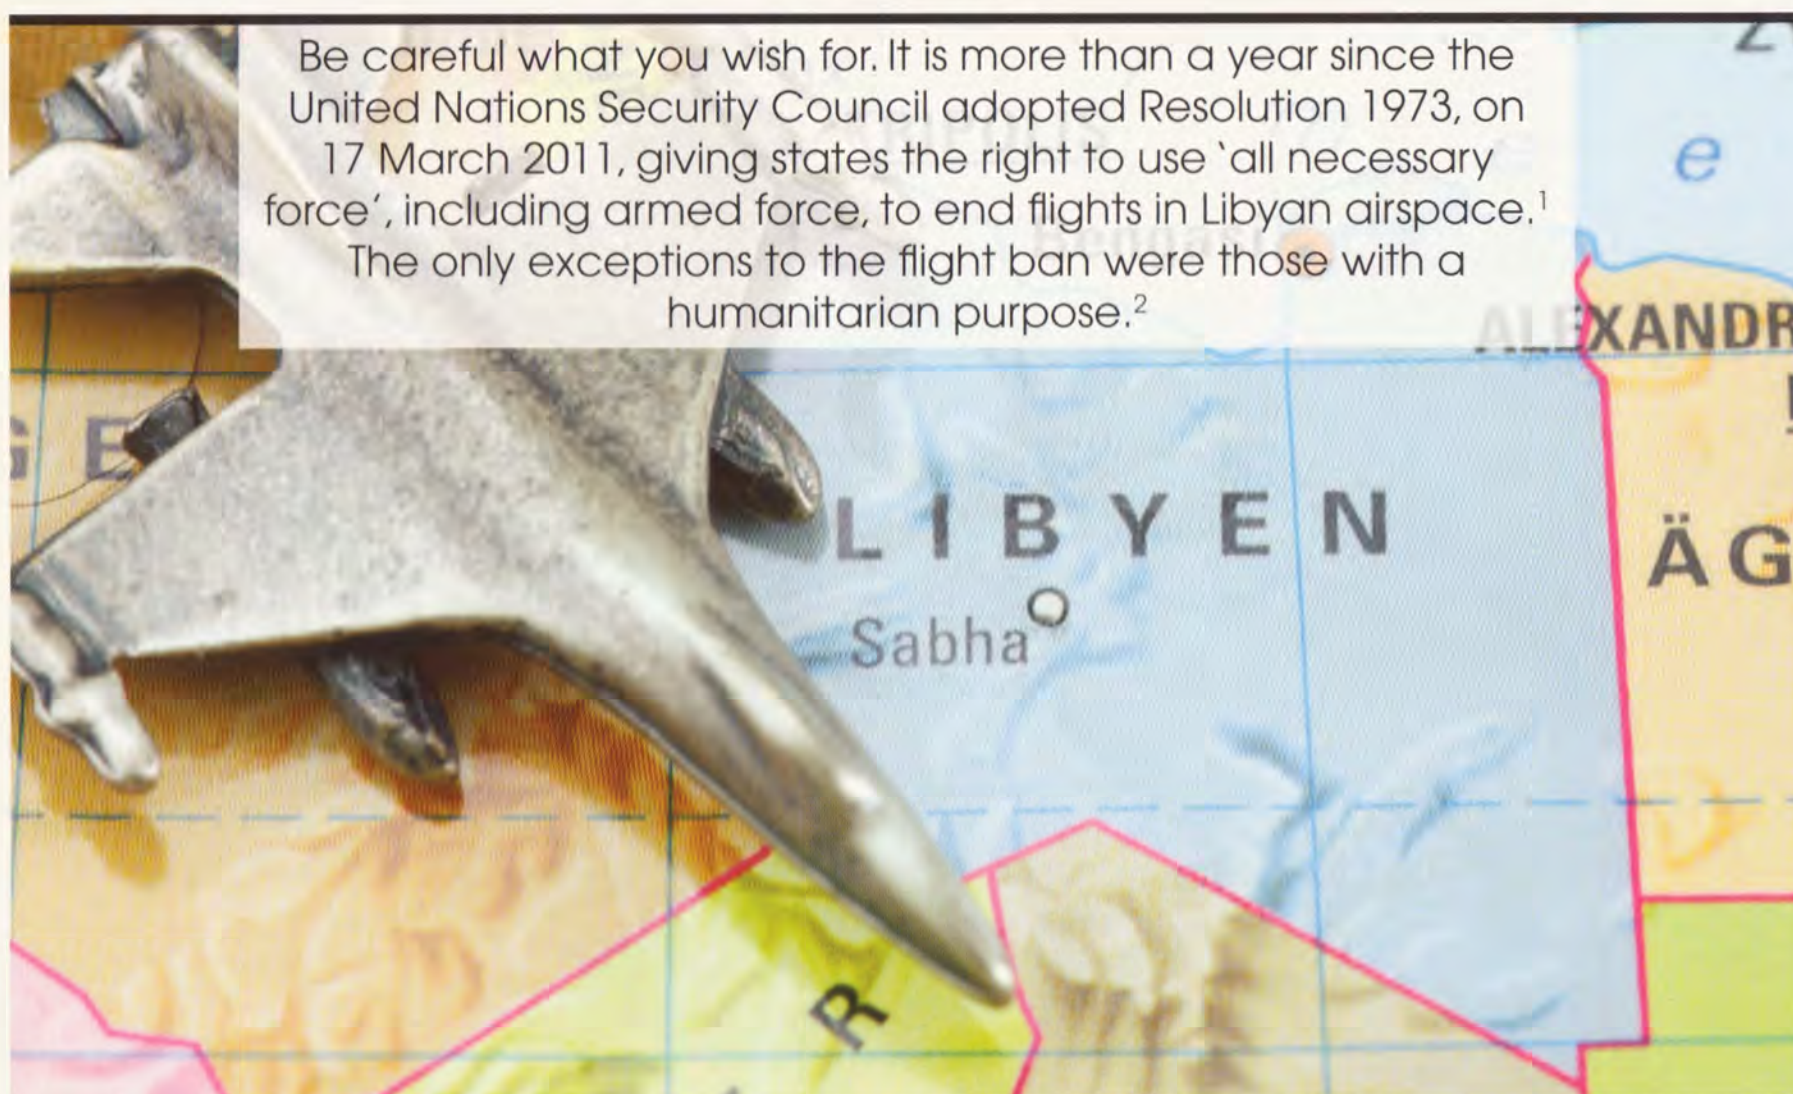 Be careful what you wish for. It is more than a year since the
United Nations Security Council adopted Resolution 1973, on
17 March 2011, giving states the right to use ‘all necessary
force’, including armed force, to end flights in Libyan airspace.1
The only exceptions to the flight ban were those with a
humanitarian purpose.2
e
ALEXANDR
G E
L I B Y E N
ÄG
Sabha
R